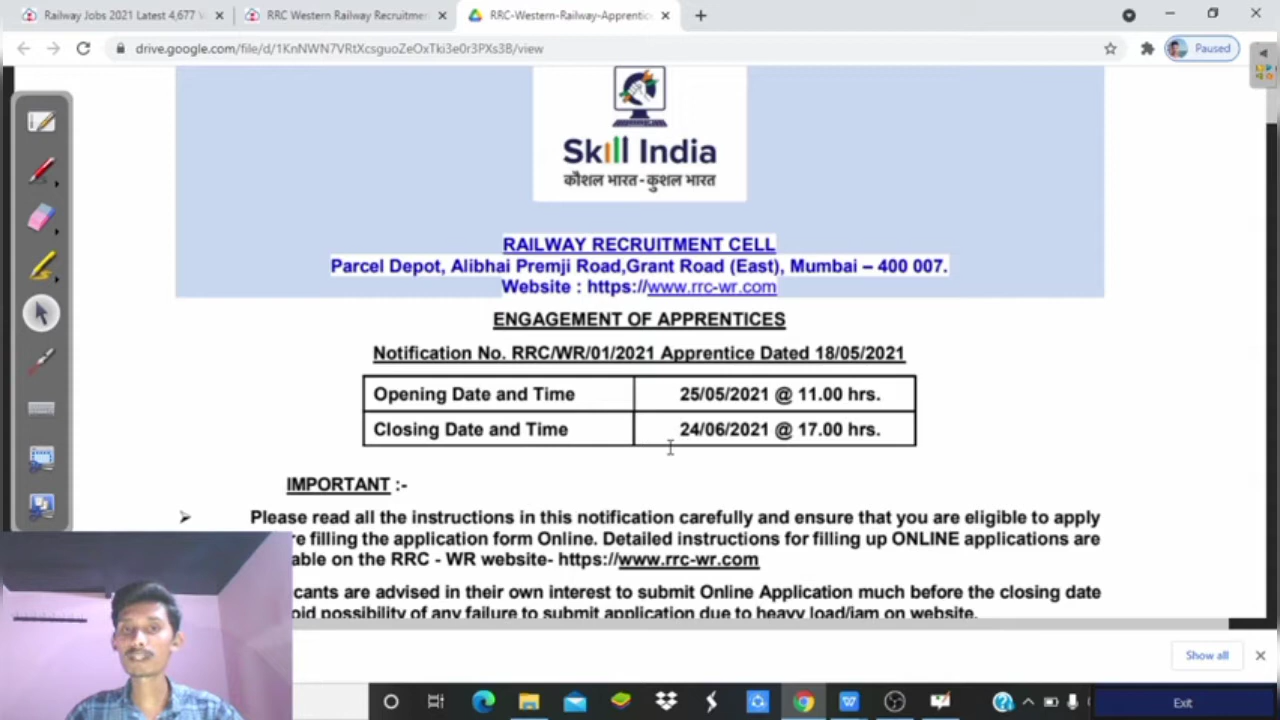 Railway Jobs 2021 Latest 4,677 V
RRC Western Railway Recruitmen
RRC-Western-Railway-Apprentic
drive.google.com/file/d/1KnNWN7VRtXcsguoZeOxTki3e0r3PXs3B/view
Paused
Skill India
कौशल भारत-कुशल भारत
RAILWAY RECRUITMENT CELL
Parcel Depot, Alibhai Premji Road,Grant Road (East), Mumbai – 400 007.
Website : https://www.rrc-wr.com
ENGAGEMENT OF APPRENTICES
Notification No. RRC/WR/01/2021 Apprentice Dated 18/05/2021
Opening Date and Time 25/05/2021 @ 11.00 hrs.
Closing Date and Time 24/06/2021 @ 17.00 hrs.
IMPORTANT :-
Please read all the instructions in this notification carefully and ensure that you are eligible to apply
re filling the application form Online. Detailed instructions for filling up ONLINE applications are
able on the RRC - WR website- https://www.rrc-wr.com
cants are advised in their own interest to submit Online Application much before the closing date
oid possibility of any failure to submit application due to heavy load/jam on website.
Show all
Exit